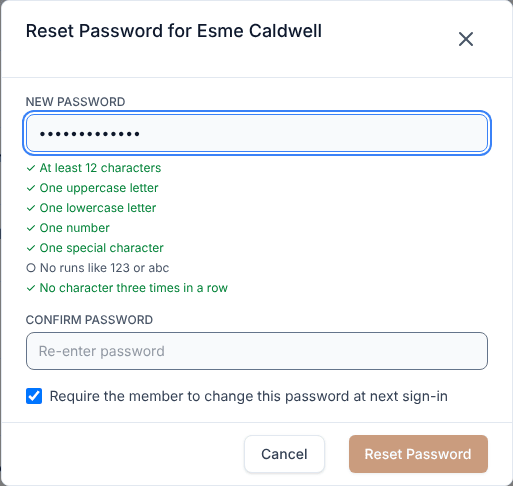 Reset Password for Esme Caldwell
NEW PASSWORD
•••••••••••••
✓ At least 12 characters
✓ One uppercase letter
✓ One lowercase letter
✓ One number
✓ One special character
○ No runs like 123 or abc
✓ No character three times in a row
CONFIRM PASSWORD
Re-enter password
Require the member to change this password at next sign-in
Cancel
Reset Password